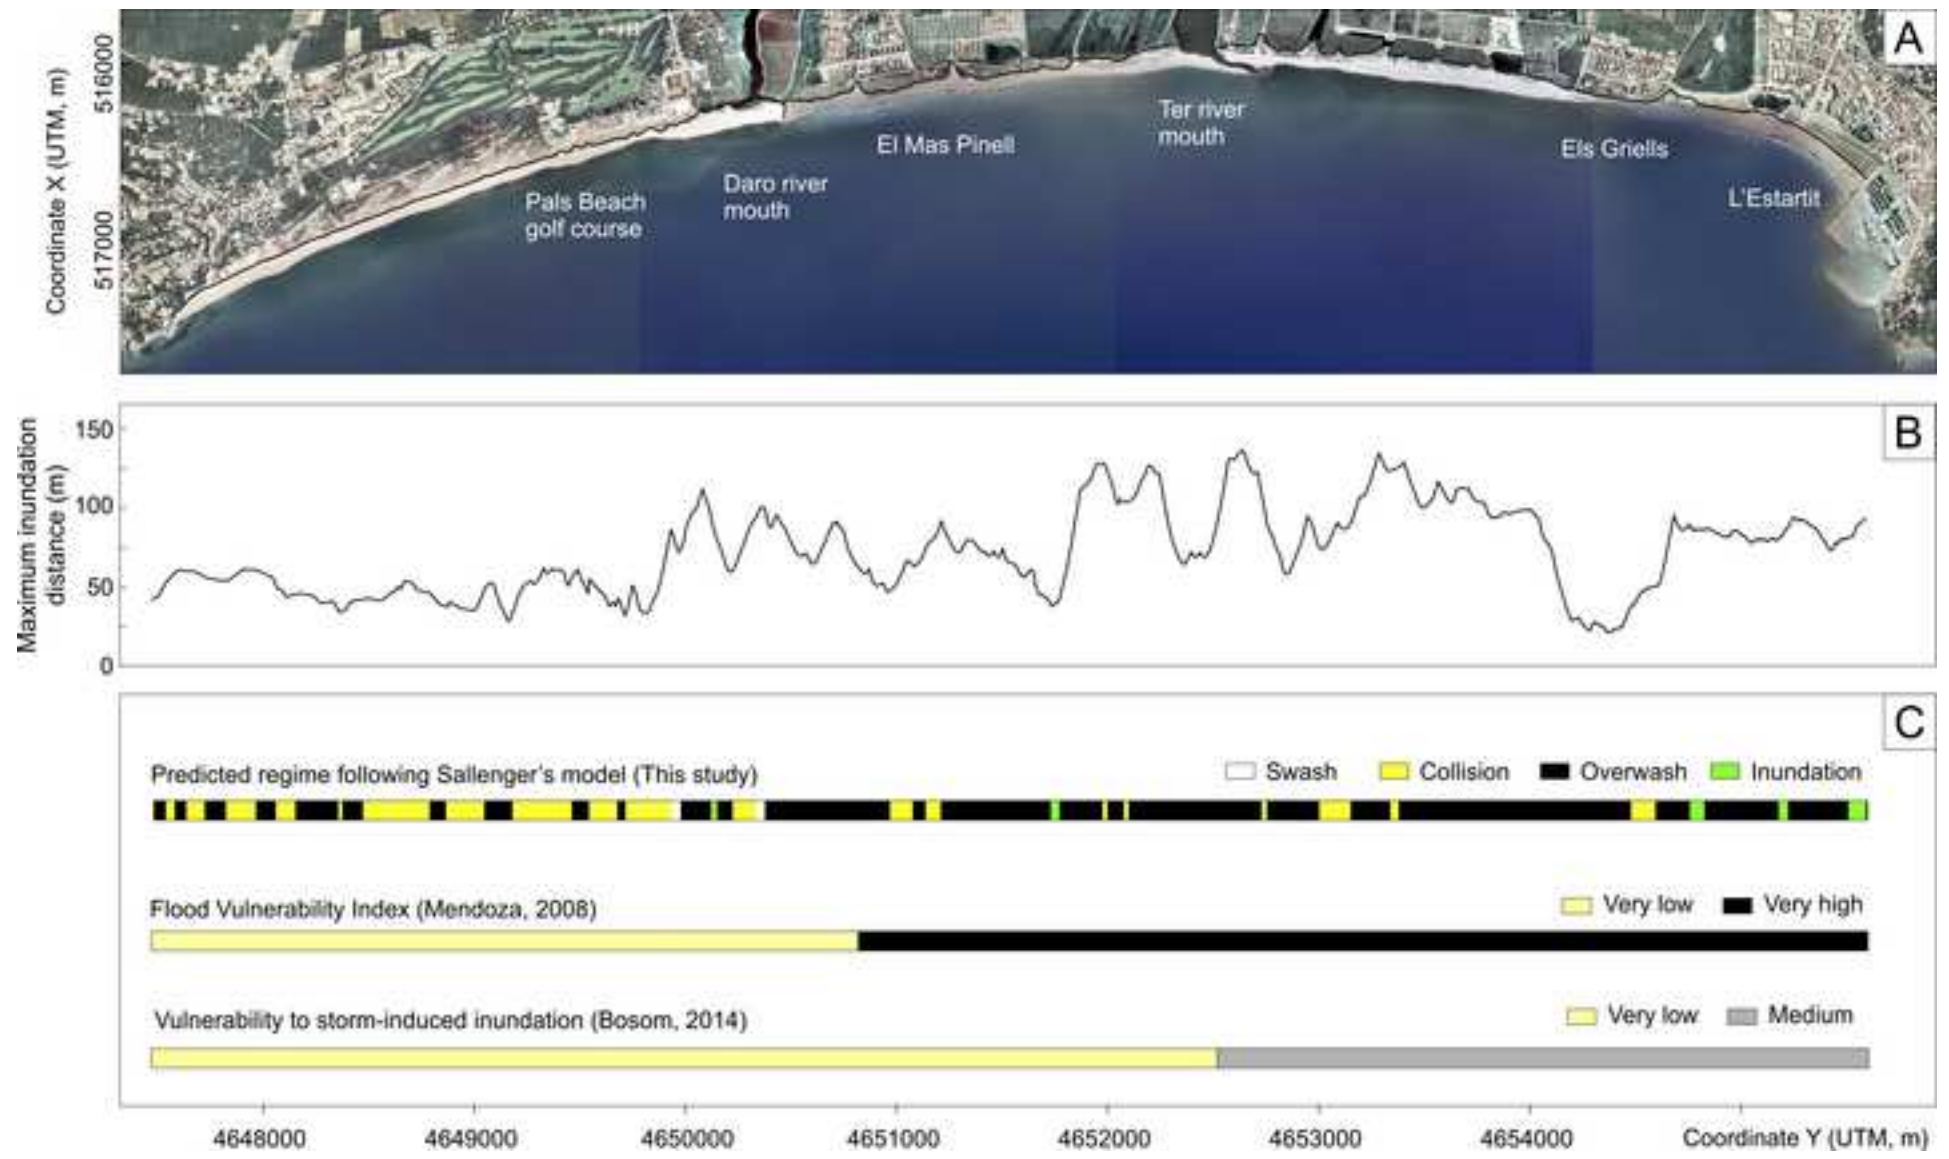 A
Coordinate X (UTM, m)
516000
517000
Pals Beach
golf course
Daro river
mouth
El Mas Pinell
Ter river
mouth
Els Griells
L'Estartit
B
Maximum inundation
distance (m)
150
100
50
0
C
Predicted regime following Sallenger's model (This study)
Swash Collision Overwash Inundation
Flood Vulnerability Index (Mendoza, 2008)
Very low Very high
Vulnerability to storm-induced inundation (Bosom, 2014)
Very low Medium
4648000 4649000 4650000 4651000 4652000 4653000 4654000 Coordinate Y (UTM, m)